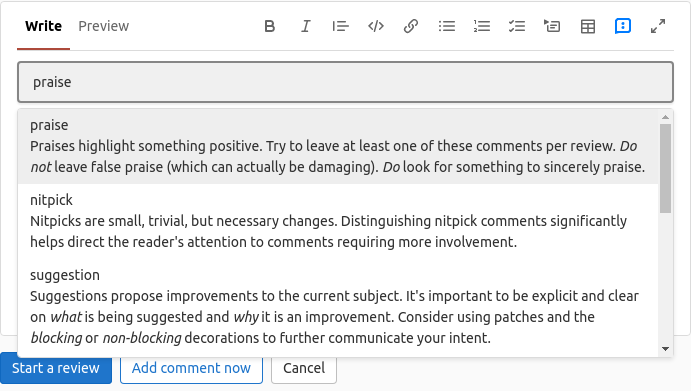 Write Preview
praise
praise
Praises highlight something positive. Try to leave at least one of these comments per review. Do
not leave false praise (which can actually be damaging). Do look for something to sincerely praise.
nitpick
Nitpicks are small, trivial, but necessary changes. Distinguishing nitpick comments significantly
helps direct the reader's attention to comments requiring more involvement.
suggestion
Suggestions propose improvements to the current subject. It's important to be explicit and clear
on what is being suggested and why it is an improvement. Consider using patches and the
blocking or non-blocking decorations to further communicate your intent.
Start a review Add comment now Cancel